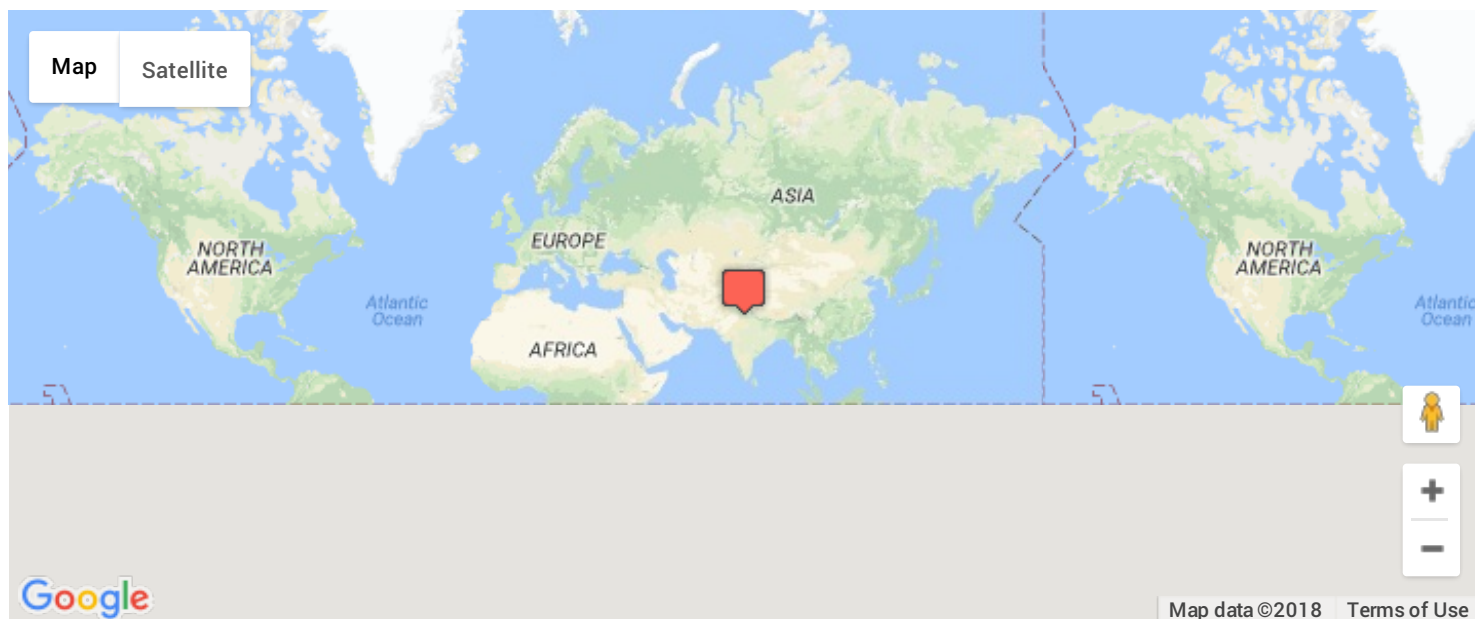 Map
Satellite
ASIA
EUROPE
NORTH
AMERICA
NORTH
AMERICA
Atlantic
Ocean
Atlantic
Ocean
AFRICA
Google
Map data ©2018
Terms of Use